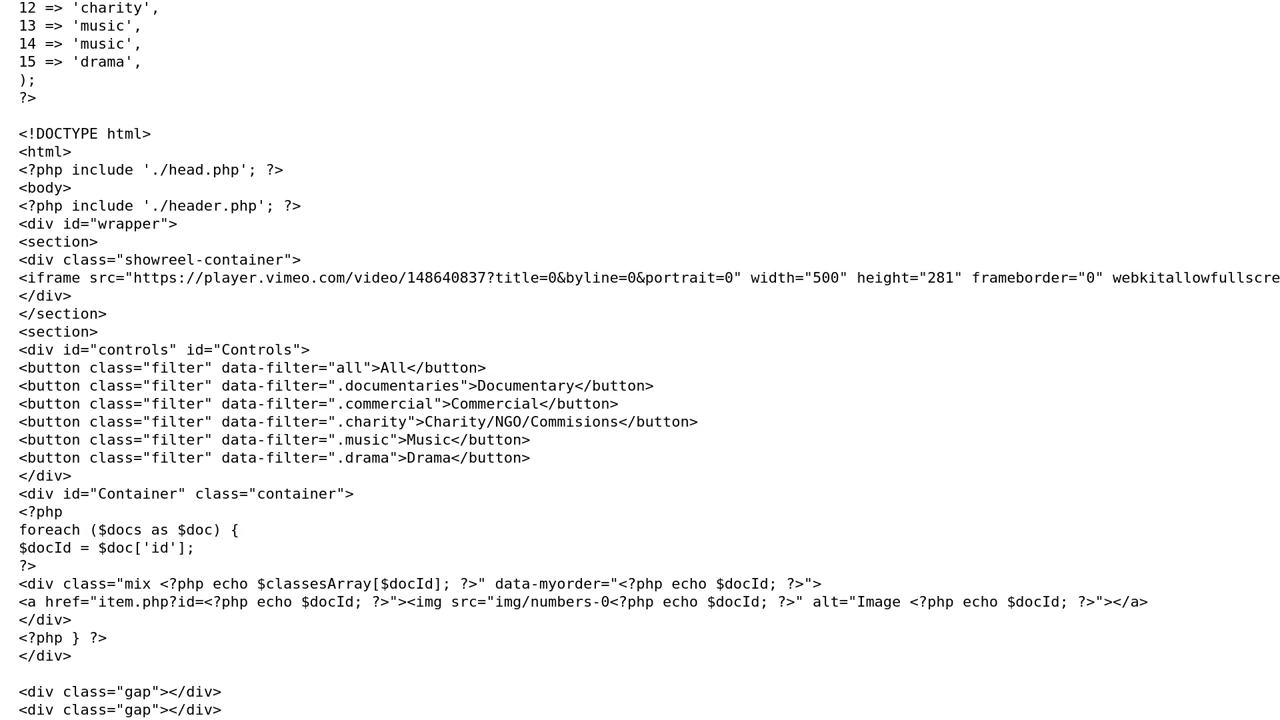 12 => 'charity',
13 => 'music',
14 => 'music',
15 => 'drama',
);
?>

<!DOCTYPE html>
<html>
<?php include './head.php'; ?>
<body>
<?php include './header.php'; ?>
<div id="wrapper">
<section>
<div class="showreel-container">
<iframe src="https://player.vimeo.com/video/148640837?title=0&byline=0&portrait=0" width="500" height="281" frameborder="0" webkitallowfullscre
</div>
</section>
<section>
<div id="controls" id="Controls">
<button class="filter" data-filter="all">All</button>
<button class="filter" data-filter=".documentaries">Documentary</button>
<button class="filter" data-filter=".commercial">Commercial</button>
<button class="filter" data-filter=".charity">Charity/NGO/Commisions</button>
<button class="filter" data-filter=".music">Music</button>
<button class="filter" data-filter=".drama">Drama</button>
</div>
<div id="Container" class="container">
<?php
foreach ($docs as $doc) {
$docId = $doc['id'];
?>
<div class="mix <?php echo $classesArray[$docId]; ?>" data-myorder="<?php echo $docId; ?>">
<a href="item.php?id=<?php echo $docId; ?>"><img src="img/numbers-0<?php echo $docId; ?>" alt="Image <?php echo $docId; ?>"></a>
</div>
<?php } ?>
</div>

<div class="gap"></div>
<div class="gap"></div>